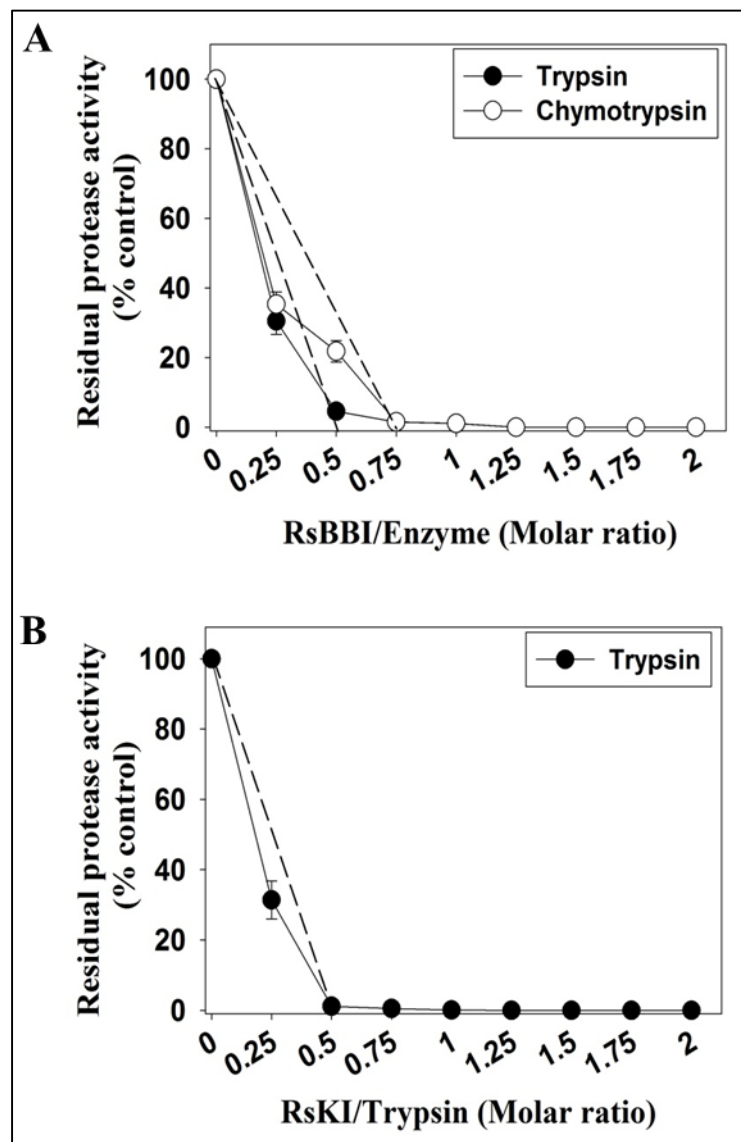 A
Trypsin
Chymotrypsin
100
80
60
40
20
0
Residual protease activity
(% control)
0
0.25
0.5
0.75
1
1.25
1.5
1.75
2
RsBBI/Enzyme (Molar ratio)
B
Trypsin
100
80
60
40
20
0
Residual protease activity
(% control)
0
0.25
0.5
0.75
1
1.25
1.5
1.75
2
RsKI/Trypsin (Molar ratio)